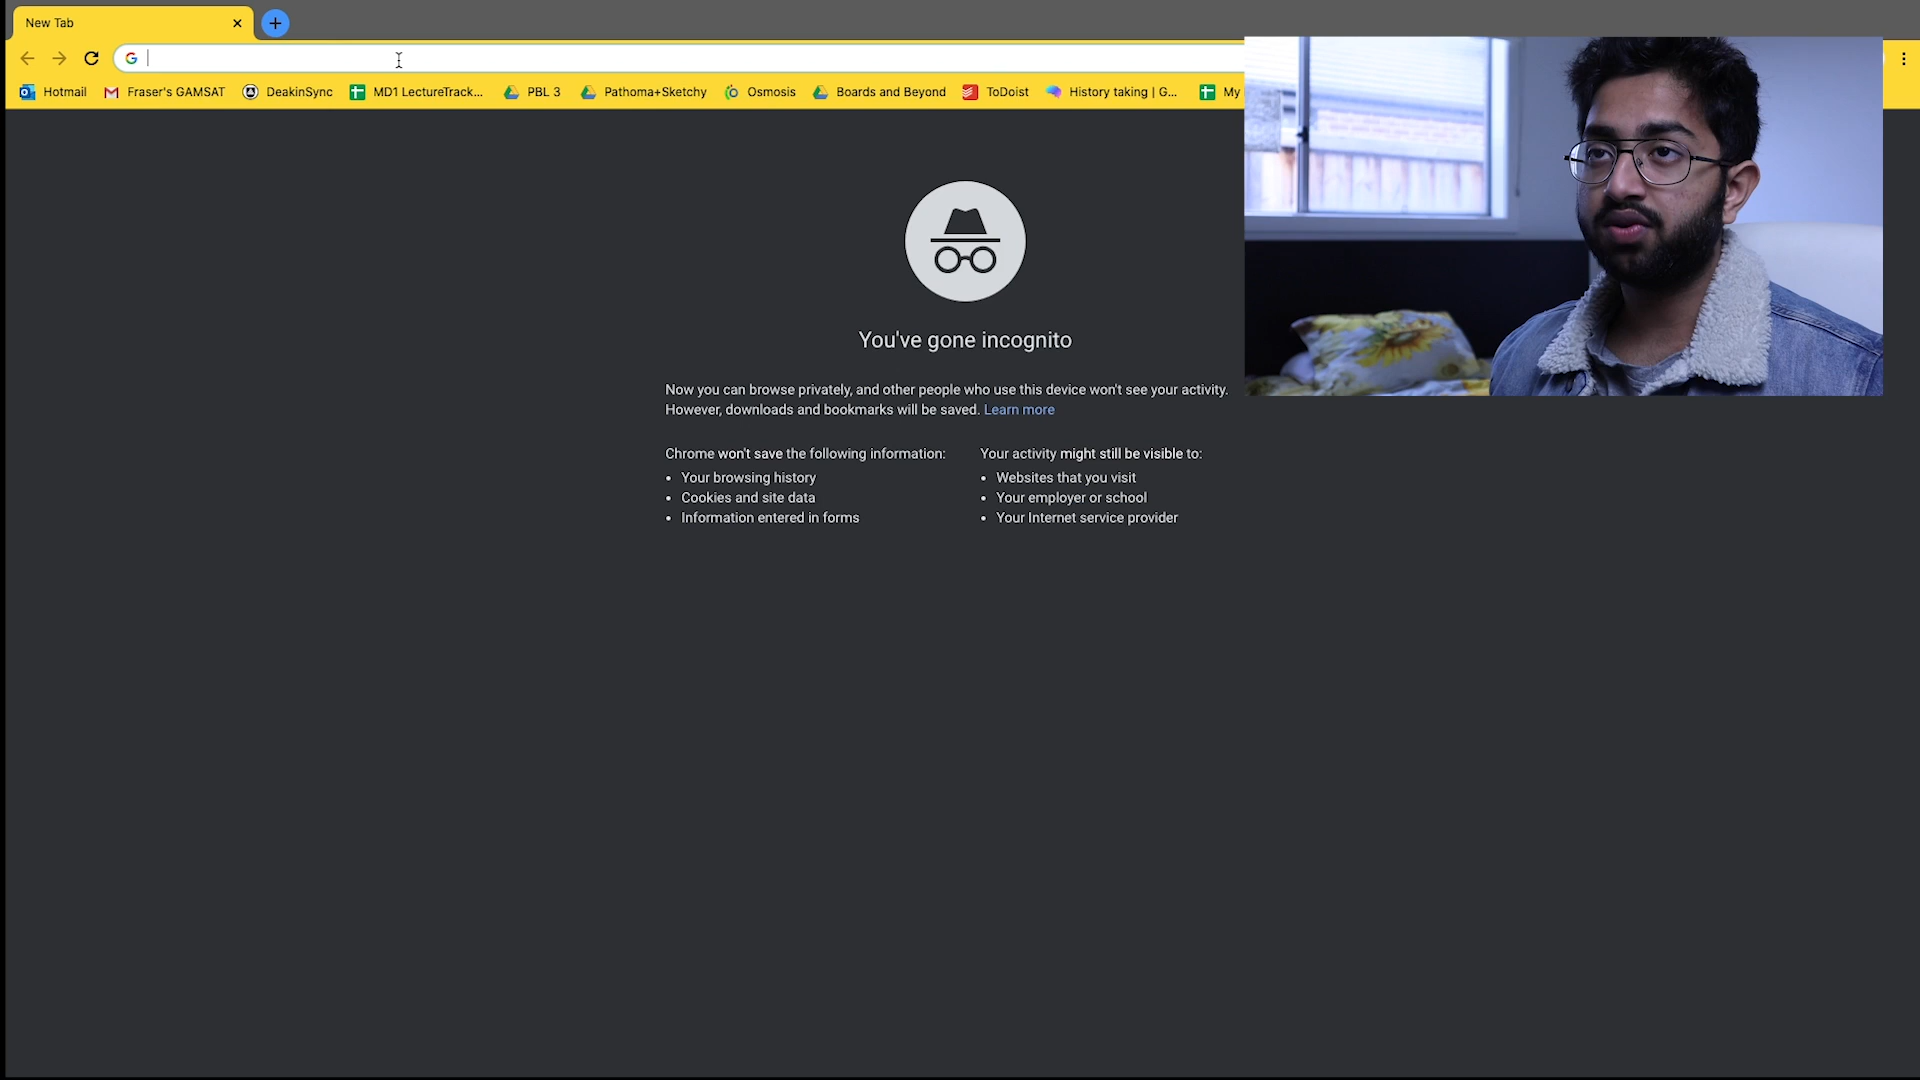 New Tab
Hotmail Fraser's GAMSAT DeakinSync MD1 LectureTrack... PBL 3 Pathoma+Sketchy Osmosis Boards and Beyond ToDoist History taking | G... My
You've gone incognito
Now you can browse privately, and other people who use this device won't see your activity.
However, downloads and bookmarks will be saved. Learn more
Chrome won't save the following information:
• Your browsing history
• Cookies and site data
• Information entered in forms
Your activity might still be visible to:
• Websites that you visit
• Your employer or school
• Your Internet service provider